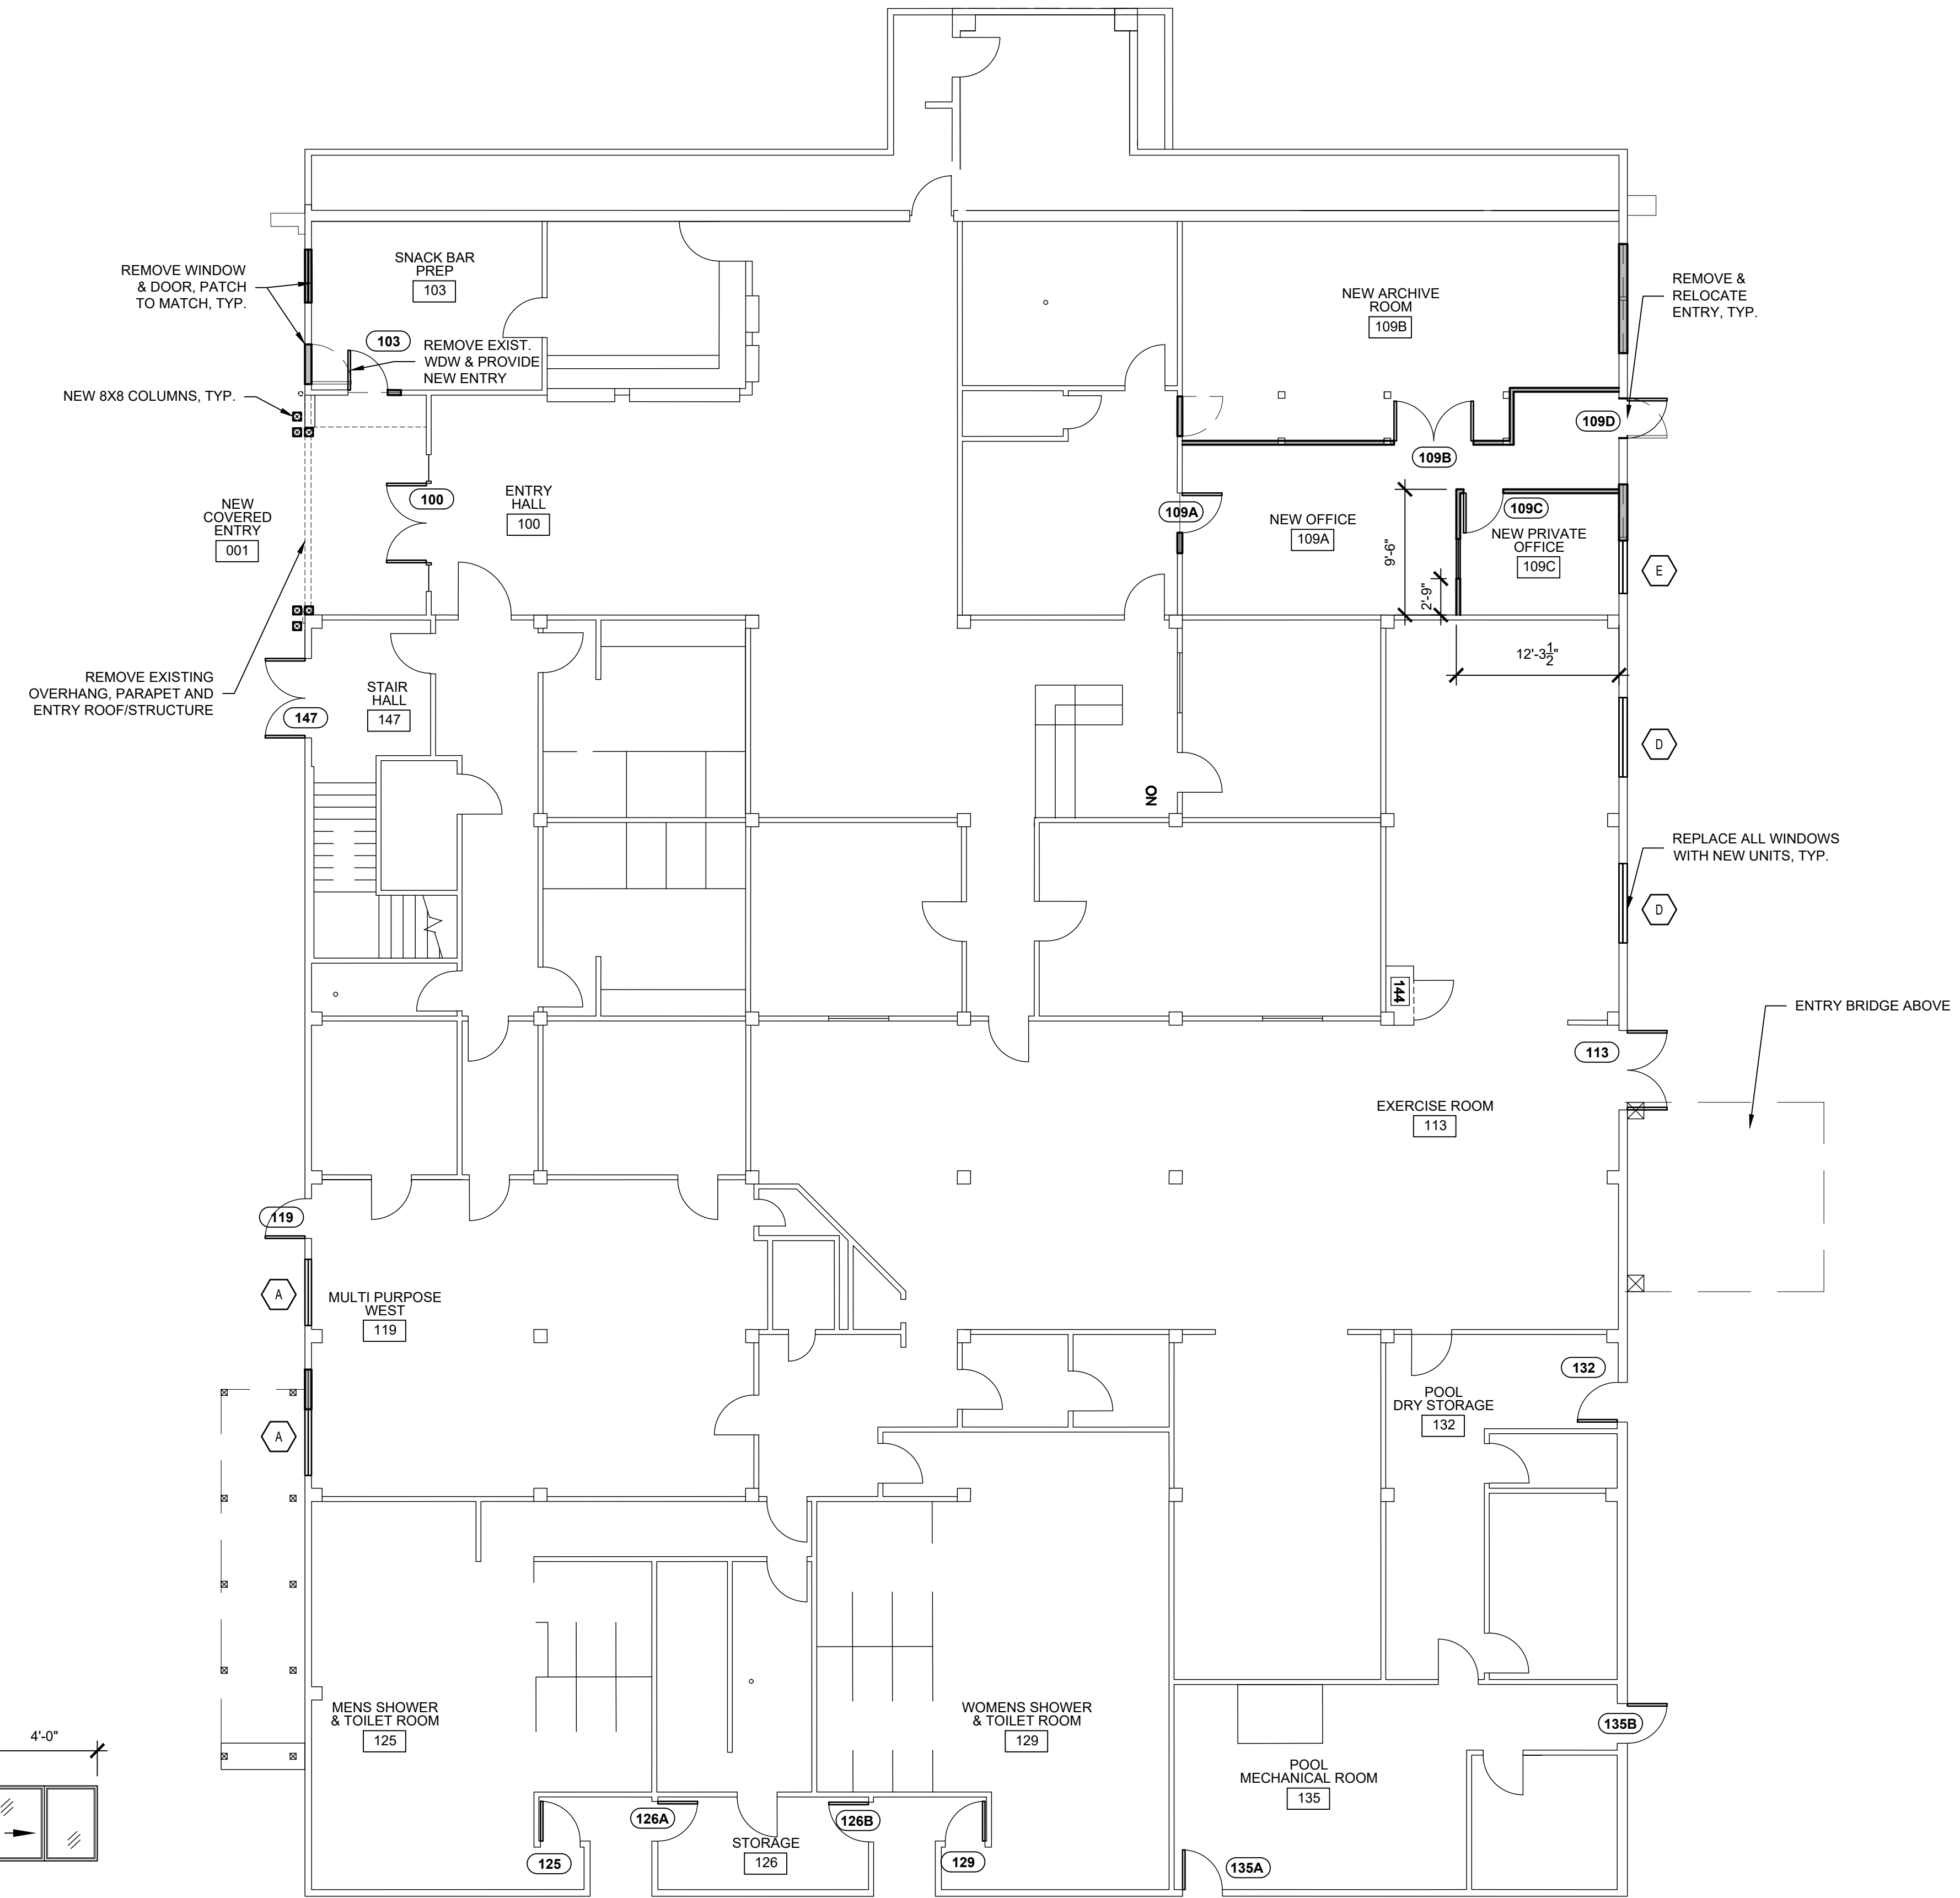 REMOVE WINDOW
& DOOR, PATCH
TO MATCH, TYP.
SNACK BAR
PREP
103
103
REMOVE EXIST.
WDW & PROVIDE
NEW ENTRY
NEW 8X8 COLUMNS, TYP.
NEW ARCHIVE
ROOM
109B
REMOVE &
RELOCATE
ENTRY, TYP.
109D
109B
NEW
COVERED
ENTRY
001
100
ENTRY
HALL
100
109A
NEW OFFICE
109A
9'-6"
2'-9"
109C
NEW PRIVATE
OFFICE
109C
E
12'-3 1/2"
REMOVE EXISTING
OVERHANG, PARAPET AND
ENTRY ROOF/STRUCTURE
STAIR
HALL
147
147
D
NO
REPLACE ALL WINDOWS
WITH NEW UNITS, TYP.
D
144
ENTRY BRIDGE ABOVE
113
EXERCISE ROOM
113
119
A
MULTI PURPOSE
WEST
119
A
132
POOL
DRY STORAGE
132
MENS SHOWER
& TOILET ROOM
125
WOMENS SHOWER
& TOILET ROOM
129
135B
POOL
MECHANICAL ROOM
135
4'-0"
126A
126B
STORAGE
126
125
129
135A